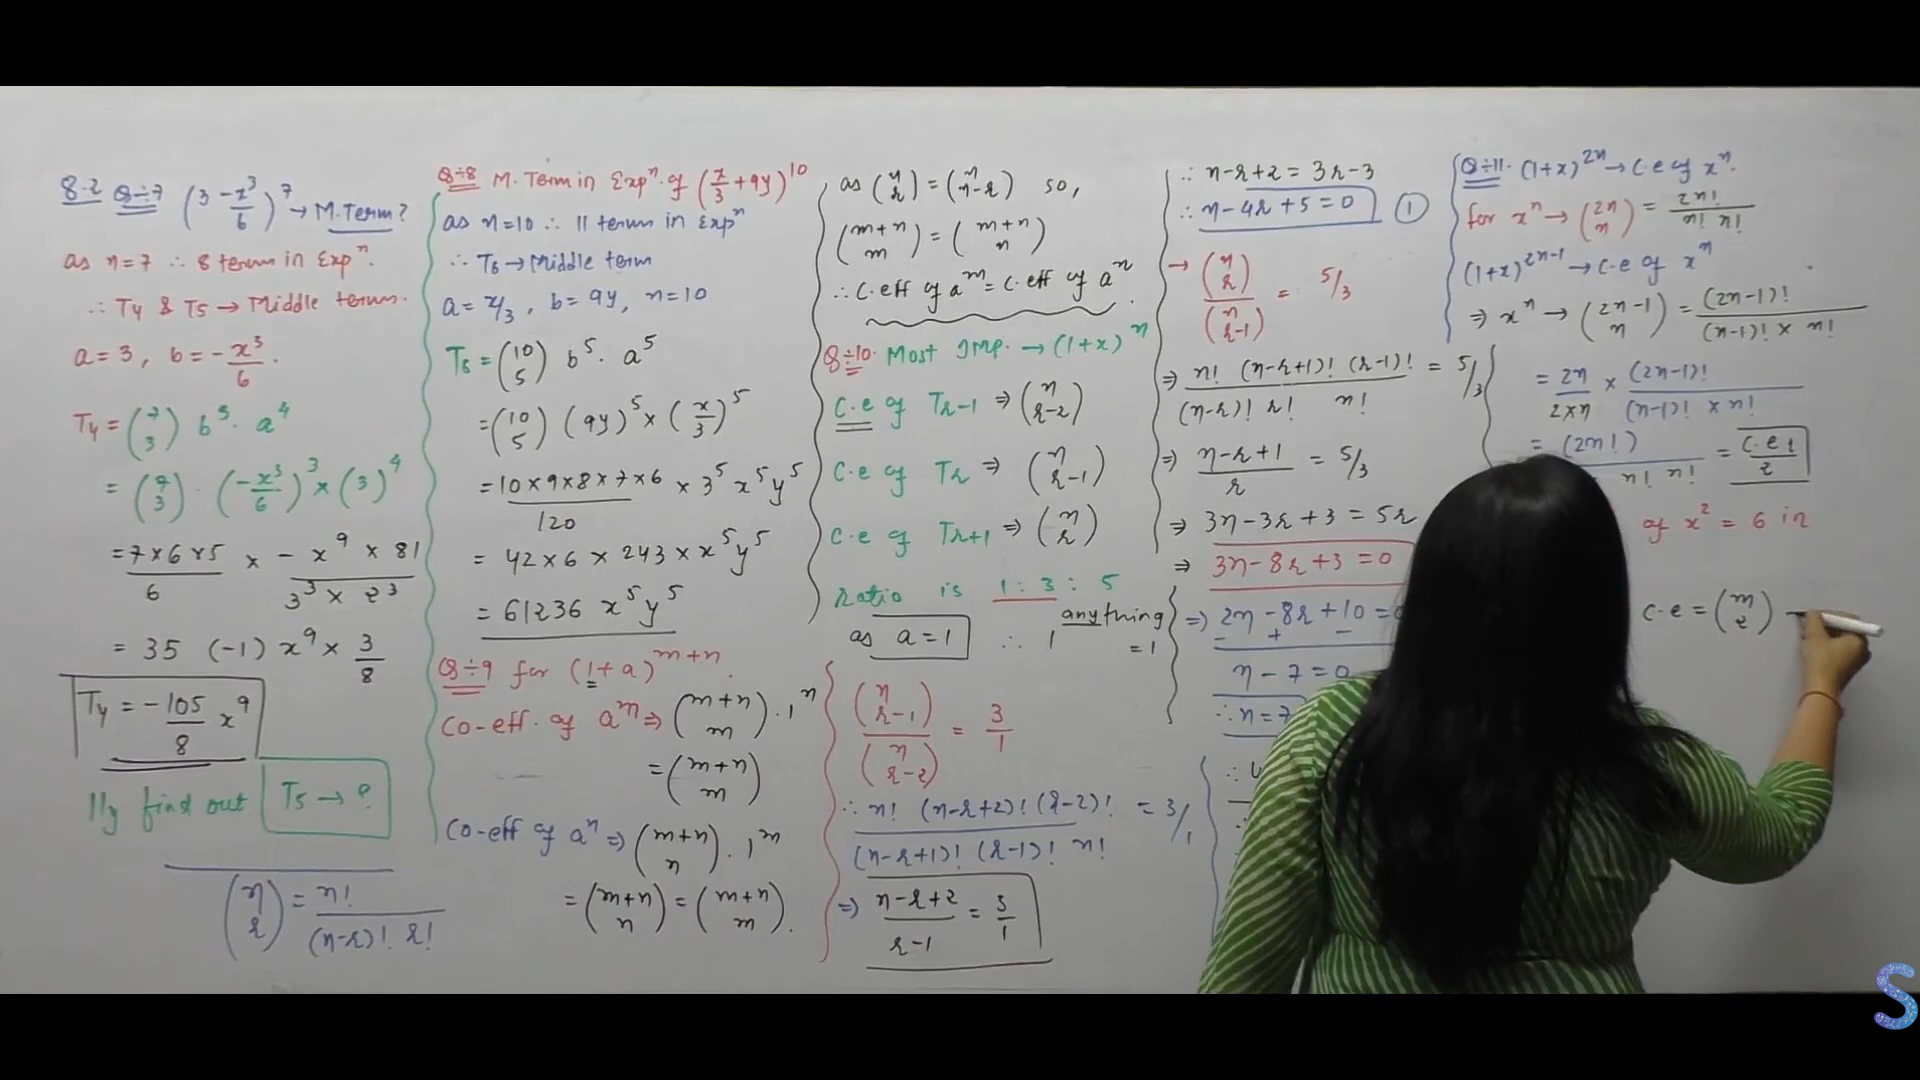 8.2 Q÷7 (3 - x³/6)⁷ → M.Term?
as n=7 ∴ 8 term in Expⁿ.
∴ T4 & T5 → Middle term.
a = 3, b = -x³/6.
T4 = (7 3) b³. a⁴
= (7 3) . (-x³/6)³ × (3)⁴
= 7×6×5/6 × - x⁹ × 81/3³ × 2³
= 35 (-1) x⁹ × 3/8
T4 = -105/8 x⁹
lly find out T5 → ?
(n r) = n!/(n-r)! r!
Q÷8 M.Term in Expⁿ. of (x/3 + 9y)¹⁰
as n=10 ∴ 11 term in Expⁿ
∴ T6 → Middle term
a = x/3, b = 9y, n=10
T6 = (10 5) b⁵. a⁵
= (10 5) (9y)⁵ × (x/3)⁵
= 10×9×8×7×6/120 × 3⁵ x⁵y⁵
= 42×6 × 243 × x⁵y⁵
= 61236 x⁵y⁵
Q÷9 for (1+a)ᵐ⁺ⁿ
Co-eff. of aᵐ ⇒ (m+n m) . 1ⁿ
= (m+n m)
Co-eff of aⁿ ⇒ (m+n n) . 1ᵐ
= (m+n n) = (m+n m).
as (n r) = (n n-r) so,
(m+n m) = (m+n n)
∴ C.eff of aᵐ = C.eff of aⁿ.
Q÷10. Most IMP. → (1+x)ⁿ
C.e of Tr-1 ⇒ (n r-2)
C.e of Tr ⇒ (n r-1)
C.e of Tr+1 ⇒ (n r)
Ratio is 1 : 3 : 5
as a=1 ∴ 1 anything = 1
(n r-1)/(n r-2) = 3/1
∴ n! (n-r+2)! (r-2)!/(n-r+1)! (r-1)! n! = 3/1
⇒ n-r+2/r-1 = 3/1
∴ n-r+2 = 3r-3
∴ n-4r+5=0 1
→ (n r)/(n r-1) = 5/3
⇒ n! (n-r+1)! (r-1)!/(n-r)! r! n! = 5/3
⇒ n-r+1/r = 5/3
⇒ 3n-3r+3 = 5r
⇒ 3n-8r+3=0
⇒ 2n-8r+10=
- + -
n-7=0
∴ n=7
Q÷11. (1+x)²ⁿ → C.e of xⁿ.
for xⁿ → (2n n) = 2n!/n! n!
(1+x)²ⁿ⁻¹ → C.e of xⁿ
⇒ xⁿ → (2n-1 n) = (2n-1)!/(n-1)! × n!
= 2n/2×n × (2n-1)!/(n-1)! × n!
= (2n!)/n! n! = C.e1/2
of x² = 6 in
C.e = (m 2)